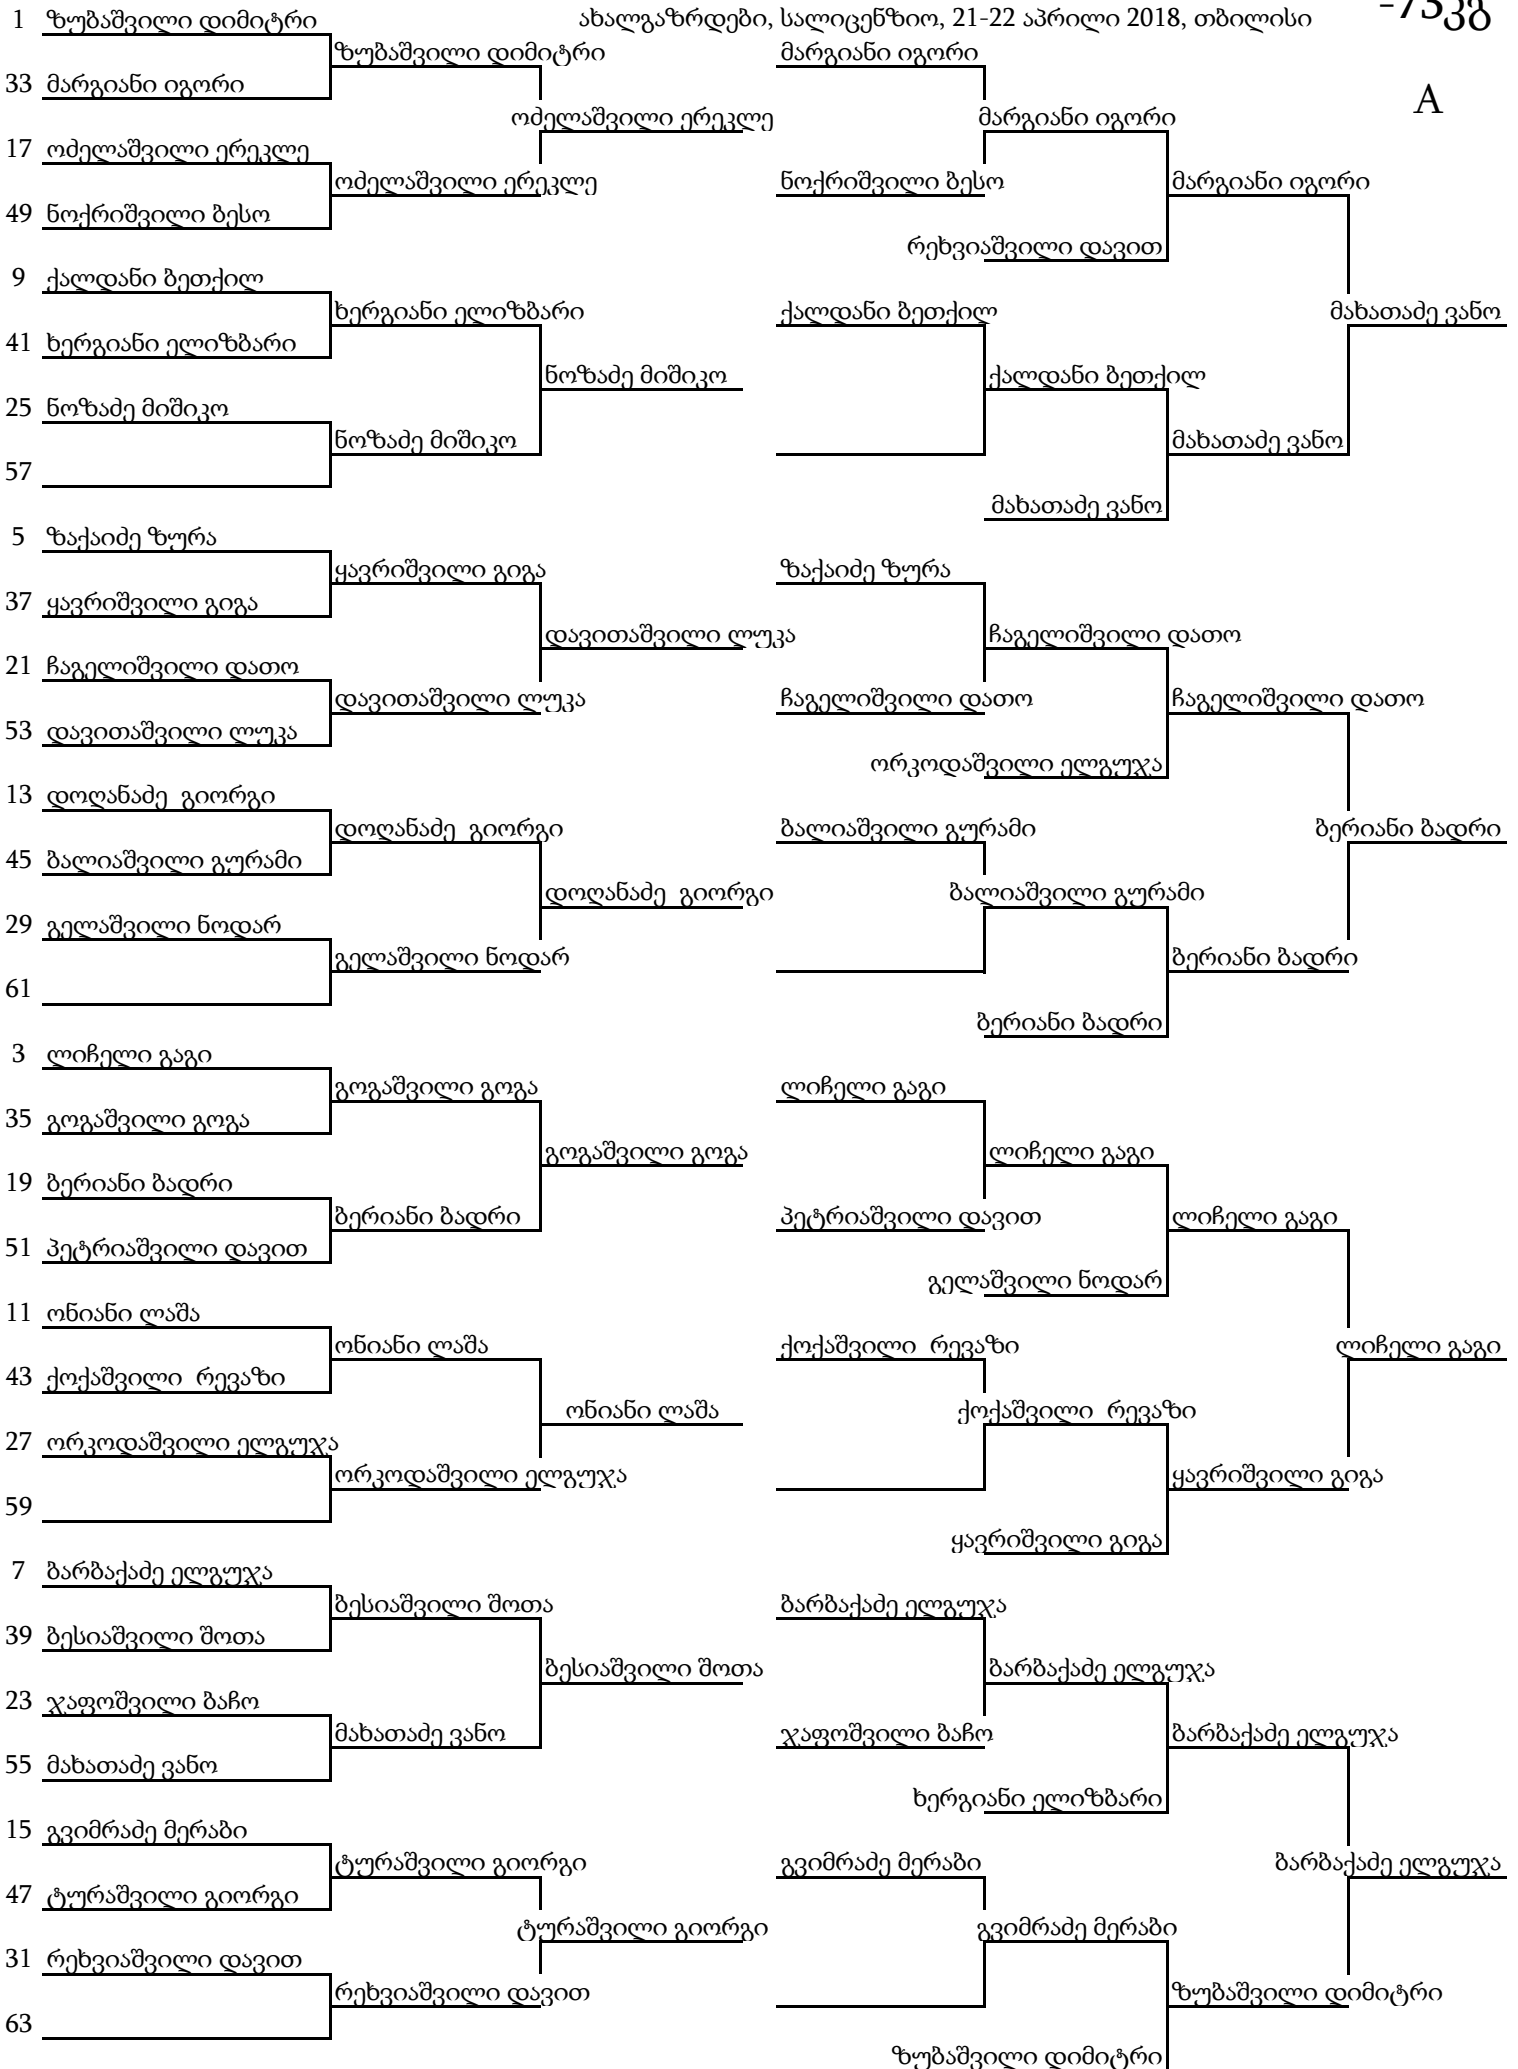 ახალგაზრდები, სალიცენზიო, 21-22 აპრილი 2018, თბილისი
-73კგ
A
1 ზუბაშვილი დიმიტრი
33 მარგიანი იგორი
17 ოძელაშვილი ერეკლე
49 ნოქრიშვილი ბესო
9 ქალდანი ბეთქილ
41 ხერგიანი ელიზბარი
25 ნოზაძე მიშიკო
57
5 ზაქაიძე ზურა
37 ყავრიშვილი გიგა
21 ჩაგელიშვილი დათო
53 დავითაშვილი ლუკა
13 დოღანაძე გიორგი
45 ბალიაშვილი გურამი
29 გელაშვილი ნოდარ
61
3 ლიჩელი გაგი
35 გოგაშვილი გოგა
19 ბერიანი ბადრი
51 პეტრიაშვილი დავით
11 ონიანი ლაშა
43 ქოქაშვილი რევაზი
27 ორკოდაშვილი ელგუჯა
59
7 ბარბაქაძე ელგუჯა
39 ბესიაშვილი შოთა
23 ჯაფოშვილი ბაჩო
55 მახათაძე ვანო
15 გვიმრაძე მერაბი
47 ტურაშვილი გიორგი
31 რეხვიაშვილი დავით
63
ზუბაშვილი დიმიტრი
ოძელაშვილი ერეკლე
ხერგიანი ელიზბარი
ნოზაძე მიშიკო
ყავრიშვილი გიგა
დავითაშვილი ლუკა
დოღანაძე გიორგი
გელაშვილი ნოდარ
გოგაშვილი გოგა
ბერიანი ბადრი
ონიანი ლაშა
ორკოდაშვილი ელგუჯა
ბესიაშვილი შოთა
მახათაძე ვანო
ტურაშვილი გიორგი
რეხვიაშვილი დავით
ოძელაშვილი ერეკლე
ნოზაძე მიშიკო
დავითაშვილი ლუკა
დოღანაძე გიორგი
გოგაშვილი გოგა
ონიანი ლაშა
ბესიაშვილი შოთა
ტურაშვილი გიორგი
მარგიანი იგორი
ნოქრიშვილი ბესო
ქალდანი ბეთქილ
ზაქაიძე ზურა
ჩაგელიშვილი დათო
ბალიაშვილი გურამი
ლიჩელი გაგი
პეტრიაშვილი დავით
ქოქაშვილი რევაზი
ბარბაქაძე ელგუჯა
ჯაფოშვილი ბაჩო
გვიმრაძე მერაბი
მარგიანი იგორი
რეხვიაშვილი დავით
ქალდანი ბეთქილ
მახათაძე ვანო
ჩაგელიშვილი დათო
ორკოდაშვილი ელგუჯა
ბალიაშვილი გურამი
ბერიანი ბადრი
ლიჩელი გაგი
გელაშვილი ნოდარ
ქოქაშვილი რევაზი
ყავრიშვილი გიგა
ბარბაქაძე ელგუჯა
ხერგიანი ელიზბარი
გვიმრაძე მერაბი
ზუბაშვილი დიმიტრი
მარგიანი იგორი
მახათაძე ვანო
ჩაგელიშვილი დათო
ბერიანი ბადრი
ლიჩელი გაგი
ყავრიშვილი გიგა
ბარბაქაძე ელგუჯა
ზუბაშვილი დიმიტრი
მახათაძე ვანო
ბერიანი ბადრი
ლიჩელი გაგი
ბარბაქაძე ელგუჯა